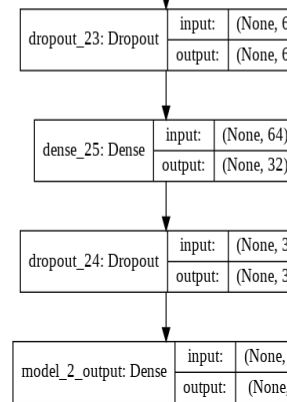 dropout_23: Dropout
input: (None, 6
output: (None, 6
dense_25: Dense
input: (None, 64)
output: (None, 32)
dropout_24: Dropout
input: (None, 3
output: (None, 3
model_2_output: Dense
input: (None,
output: (None,